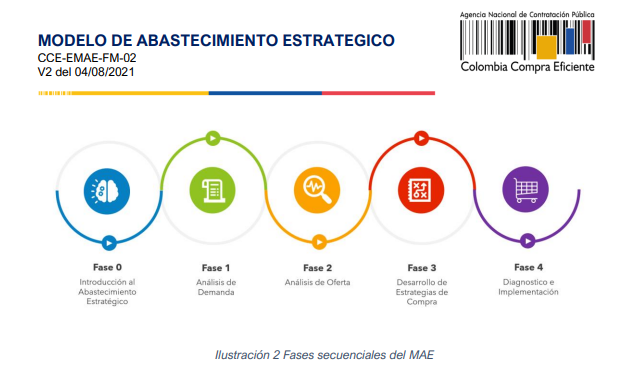 Agencia Nacional de Contratación Pública
Colombia Compra Eficiente
MODELO DE ABASTECIMIENTO ESTRATEGICO
CCE-EMAE-FM-02
V2 del 04/08/2021
Fase 0
Introducción al
Abastecimiento
Estratégico
Fase 1
Análisis de
Demanda
Fase 2
Análisis de Oferta
Fase 3
Desarrollo de
Estrategias de
Compra
Fase 4
Diagnostico e
Implementación
Ilustración 2 Fases secuenciales del MAE